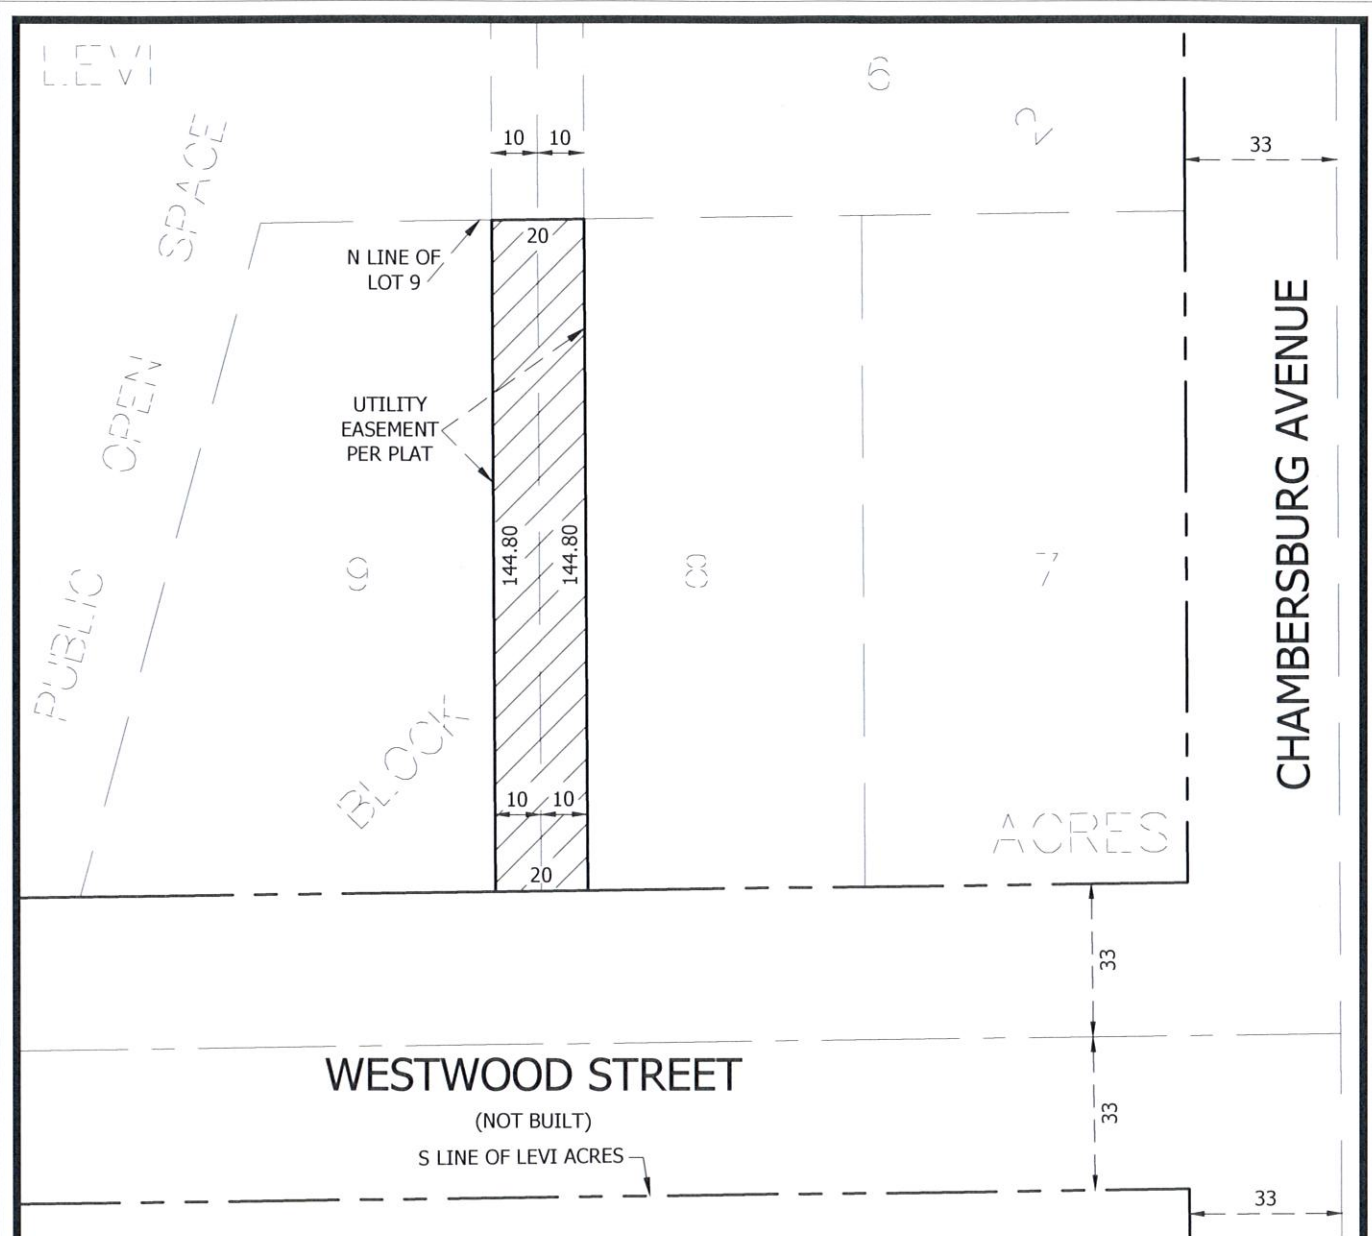 LEVI
6
2
10 10
33
SPACE
20
N LINE OF
LOT 9
OPEN
UTILITY
EASEMENT
PER PLAT
CHAMBERSBURG AVENUE
144.80
144.80
9
8
7
PUBLIC
BLOCK
10 10
ACRES
20
33
WESTWOOD STREET
(NOT BUILT)
33
S LINE OF LEVI ACRES
33